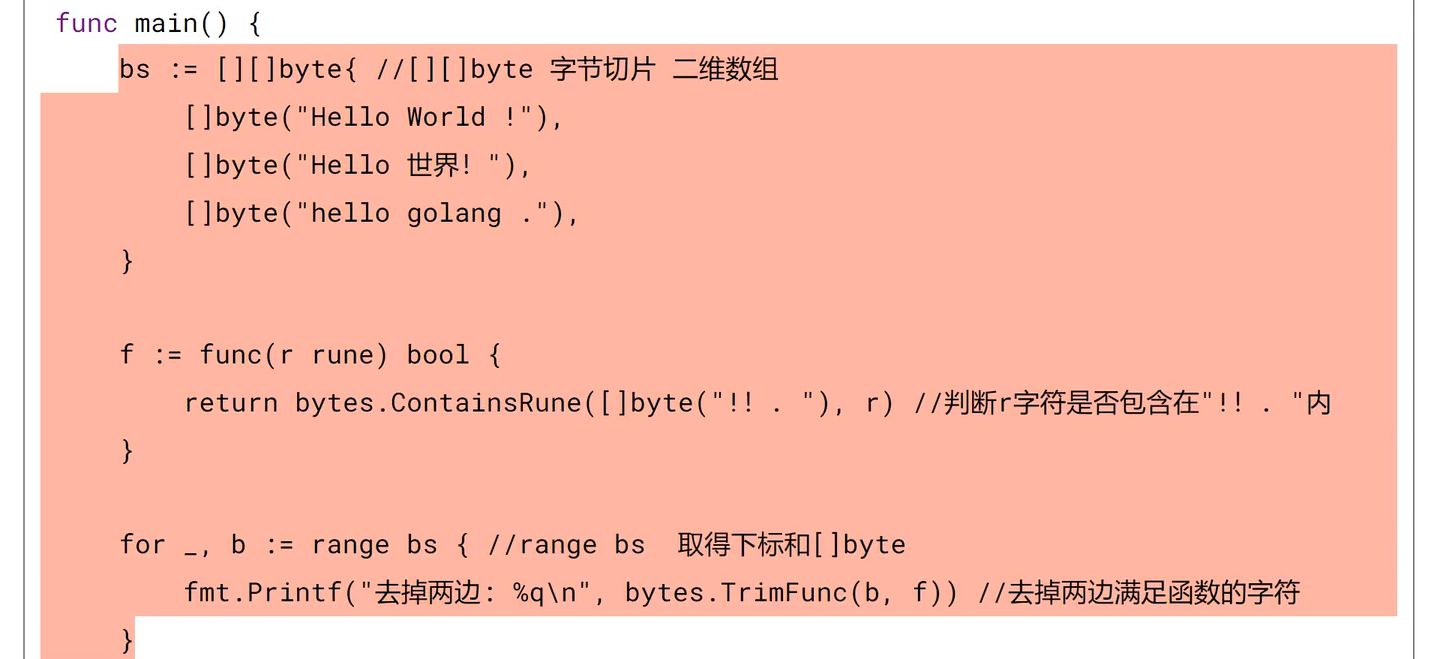 func main() {
    bs := [][]byte{ //[][]byte 字节切片 二维数组
        []byte("Hello World !"),
        []byte("Hello 世界！"),
        []byte("hello golang ."),
    }
    f := func(r rune) bool {
        return bytes.ContainsRune([]byte("!！. "), r) //判断r字符是否包含在"!！. "内
    }
    for _, b := range bs { //range bs  取得下标和[]byte
        fmt.Printf("去掉两边: %q\n", bytes.TrimFunc(b, f)) //去掉两边满足函数的字符
    }